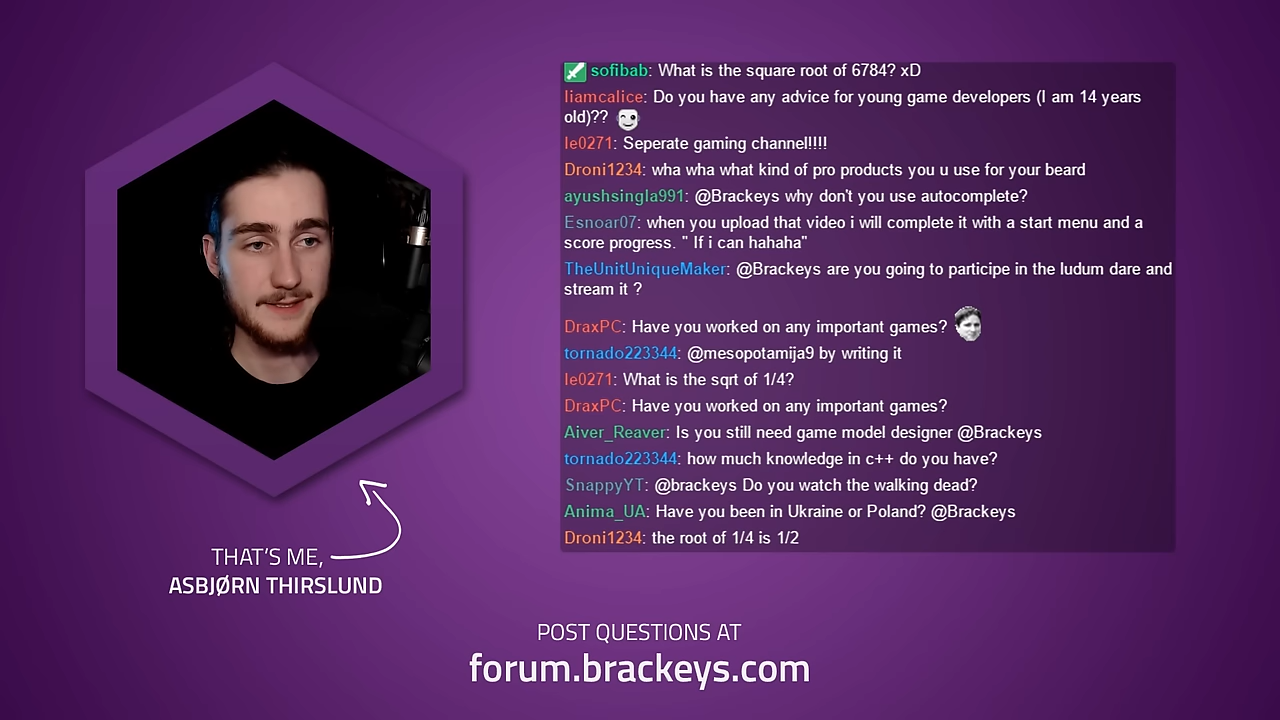 sofibab: What is the square root of 6784? xD
liamcalice: Do you have any advice for young game developers (I am 14 years
old)??
le0271: Seperate gaming channel!!!!
Droni1234: wha wha what kind of pro products you u use for your beard
ayushsingla991: @Brackeys why don't you use autocomplete?
Esnoar07: when you upload that video i will complete it with a start menu and a
score progress. " If i can hahaha"
TheUnitUniqueMaker: @Brackeys are you going to participe in the ludum dare and
stream it ?
DraxPC: Have you worked on any important games?
tornado223344: @mesopotamija9 by writing it
le0271: What is the sqrt of 1/4?
DraxPC: Have you worked on any important games?
Aiver_Reaver: Is you still need game model designer @Brackeys
tornado223344: how much knowledge in c++ do you have?
SnappyYT: @brackeys Do you watch the walking dead?
Anima_UA: Have you been in Ukraine or Poland? @Brackeys
Droni1234: the root of 1/4 is 1/2
THAT'S ME,
ASBJØRN THIRSLUND
POST QUESTIONS AT
forum.brackeys.com